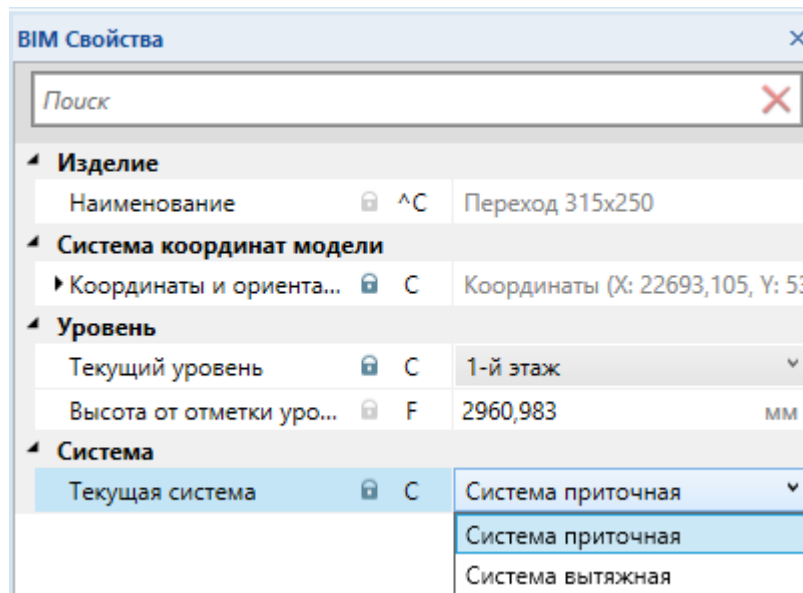 BIM Свойства
Поиск
Изделие
Наименование ^C Переход 315x250
Система координат модели
Координаты и ориента... C Координаты (X: 22693,105, Y: 53
Уровень
Текущий уровень C 1-й этаж
Высота от отметки уро... F 2960,983 мм
Система
Текущая система C Система приточная
Система приточная
Система вытяжная